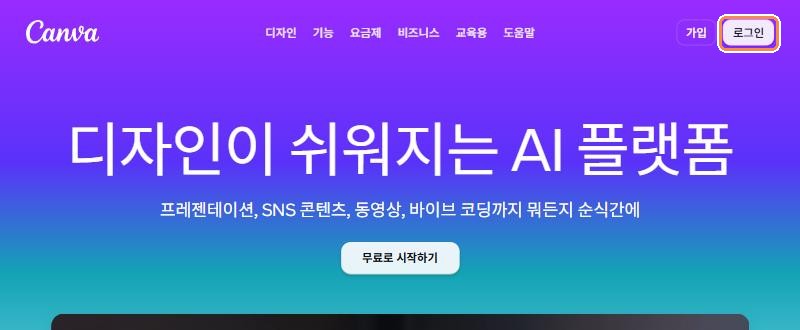 Canva
디자인 기능 요금제 비즈니스 교육용 도움말
가입 로그인
디자인이 쉬워지는 AI 플랫폼
프레젠테이션, SNS 콘텐츠, 동영상, 바이브 코딩까지 뭐든지 순식간에
무료로 시작하기